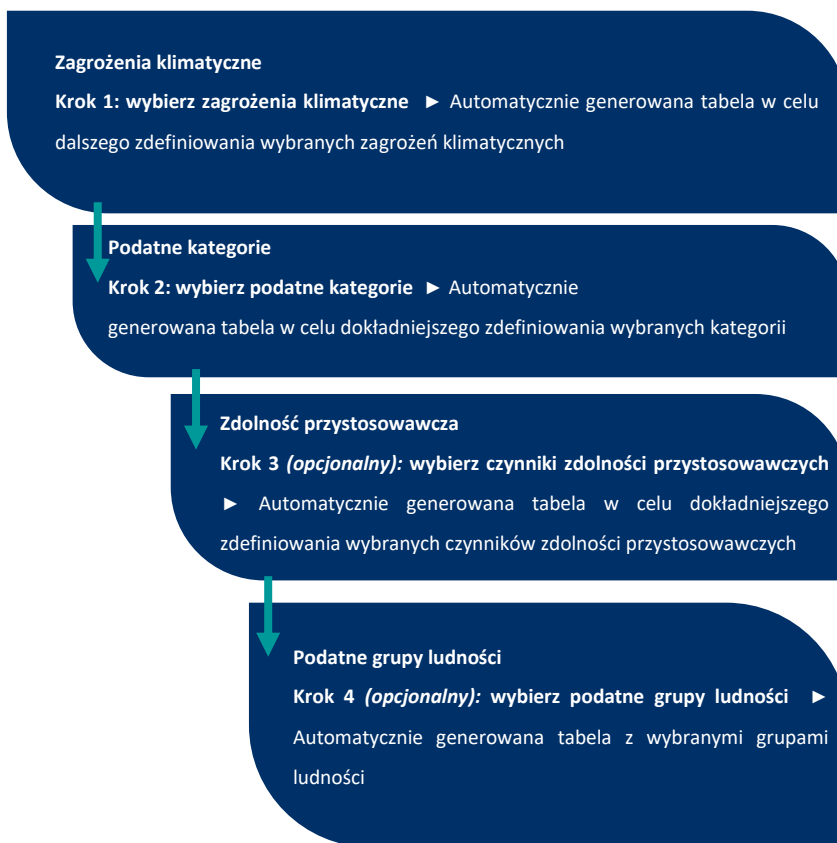 Zagrożenia klimatyczne
Krok 1: wybierz zagrożenia klimatyczne ► Automatycznie generowana tabela w celu
dalszego zdefiniowania wybranych zagrożeń klimatycznych
Podatne kategorie
Krok 2: wybierz podatne kategorie ► Automatycznie
generowana tabela w celu dokładniejszego zdefiniowania wybranych kategorii
Zdolność przystosowawcza
Krok 3 (opcjonalny): wybierz czynniki zdolności przystosowawczych
► Automatycznie generowana tabela w celu dokładniejszego
zdefiniowania wybranych czynników zdolności przystosowawczych
Podatne grupy ludności
Krok 4 (opcjonalny): wybierz podatne grupy ludności ►
Automatycznie generowana tabela z wybranymi grupami
ludności